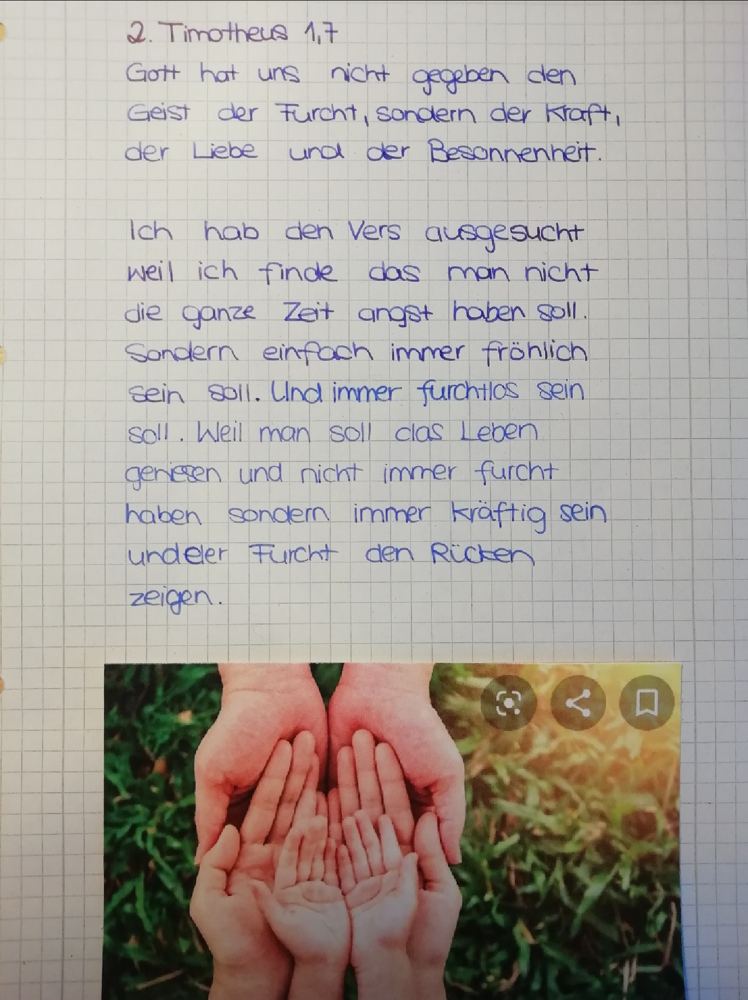 2. Timotheus 1,7
Gott hat uns nicht gegeben den
Geist der Furcht, sondern der Kraft,
der Liebe und der Besonnenheit.
Ich hab den Vers ausgesucht
weil ich finde das man nicht
die ganze Zeit angst haben soll.
Sondern einfach immer fröhlich
sein soll. Und immer furchtlos sein
soll. Weil man soll das Leben
geniesen und nicht immer furcht
haben sondern immer kräftig sein
und der Furcht den Rücken
zeigen.